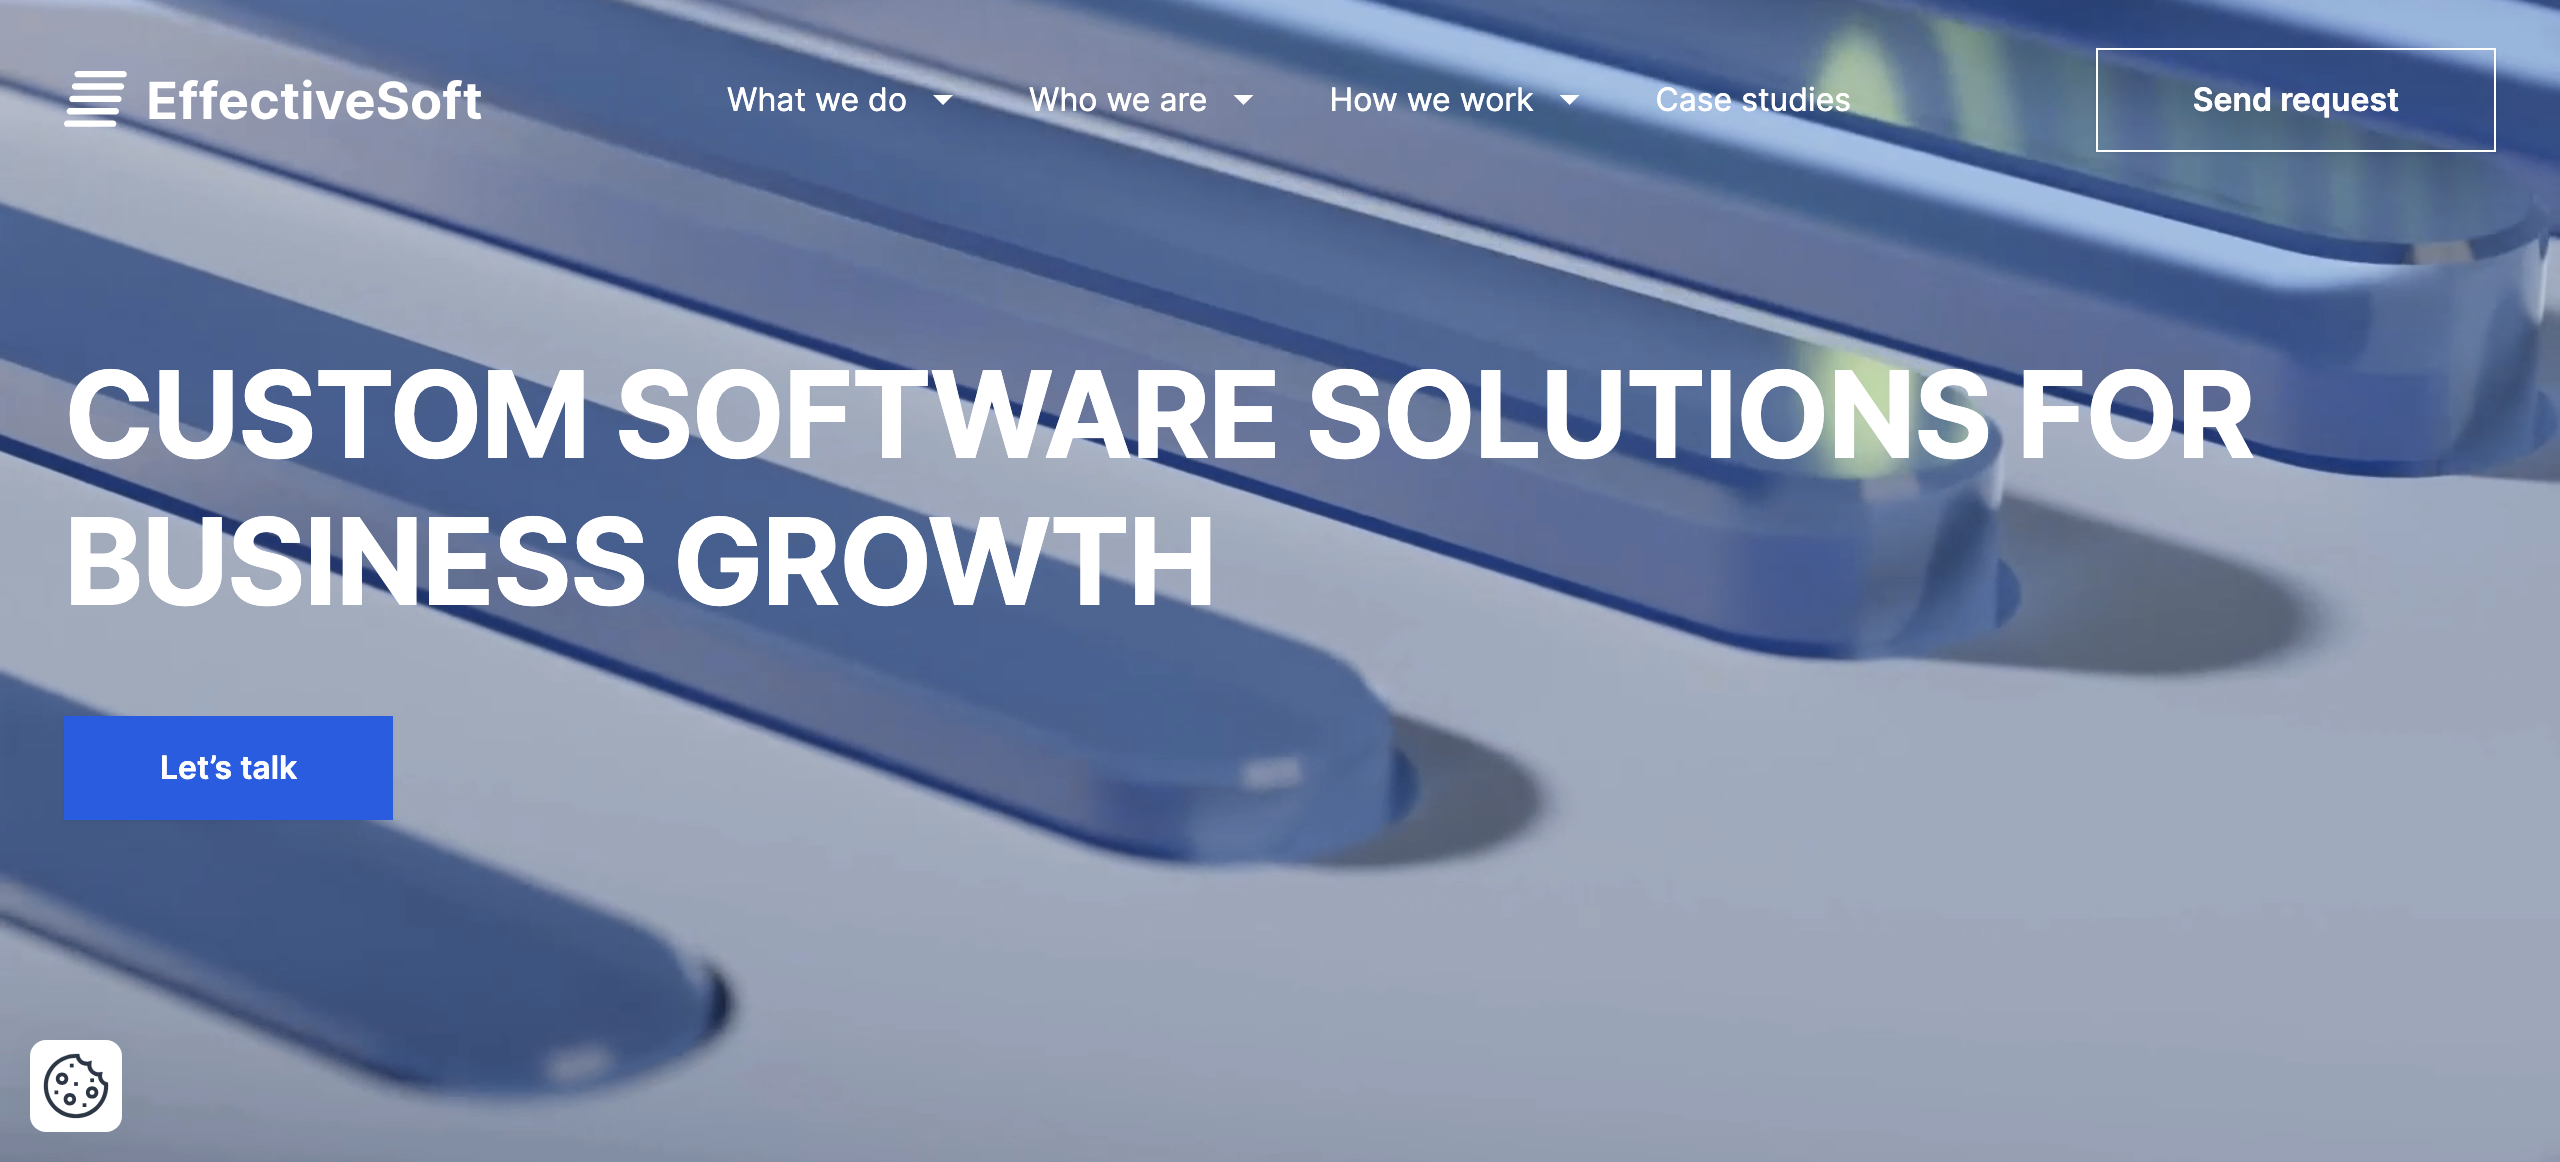 EffectiveSoft
What we do
Who we are
How we work
Case studies
Send request
CUSTOM SOFTWARE SOLUTIONS FOR
BUSINESS GROWTH
Let’s talk